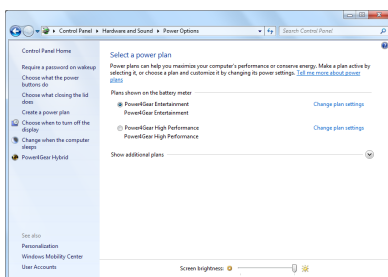 Control Panel ▸ Hardware and Sound ▸ Power Options
Search Control Panel
Control Panel Home
Require a password on wakeup
Choose what the power
buttons do
Choose what closing the lid
does
Create a power plan
Choose when to turn off the
display
Change when the computer
sleeps
Power4Gear Hybrid
See also
Personalization
Windows Mobility Center
User Accounts
Select a power plan
Power plans can help you maximize your computer's performance or conserve energy. Make a plan active by
selecting it, or choose a plan and customize it by changing its power settings. Tell me more about power
plans
Plans shown on the battery meter
Power4Gear Entertainment
Change plan settings
Power4Gear Entertainment
Power4Gear High Performance
Change plan settings
Power4Gear High Performance
Show additional plans
Screen brightness: